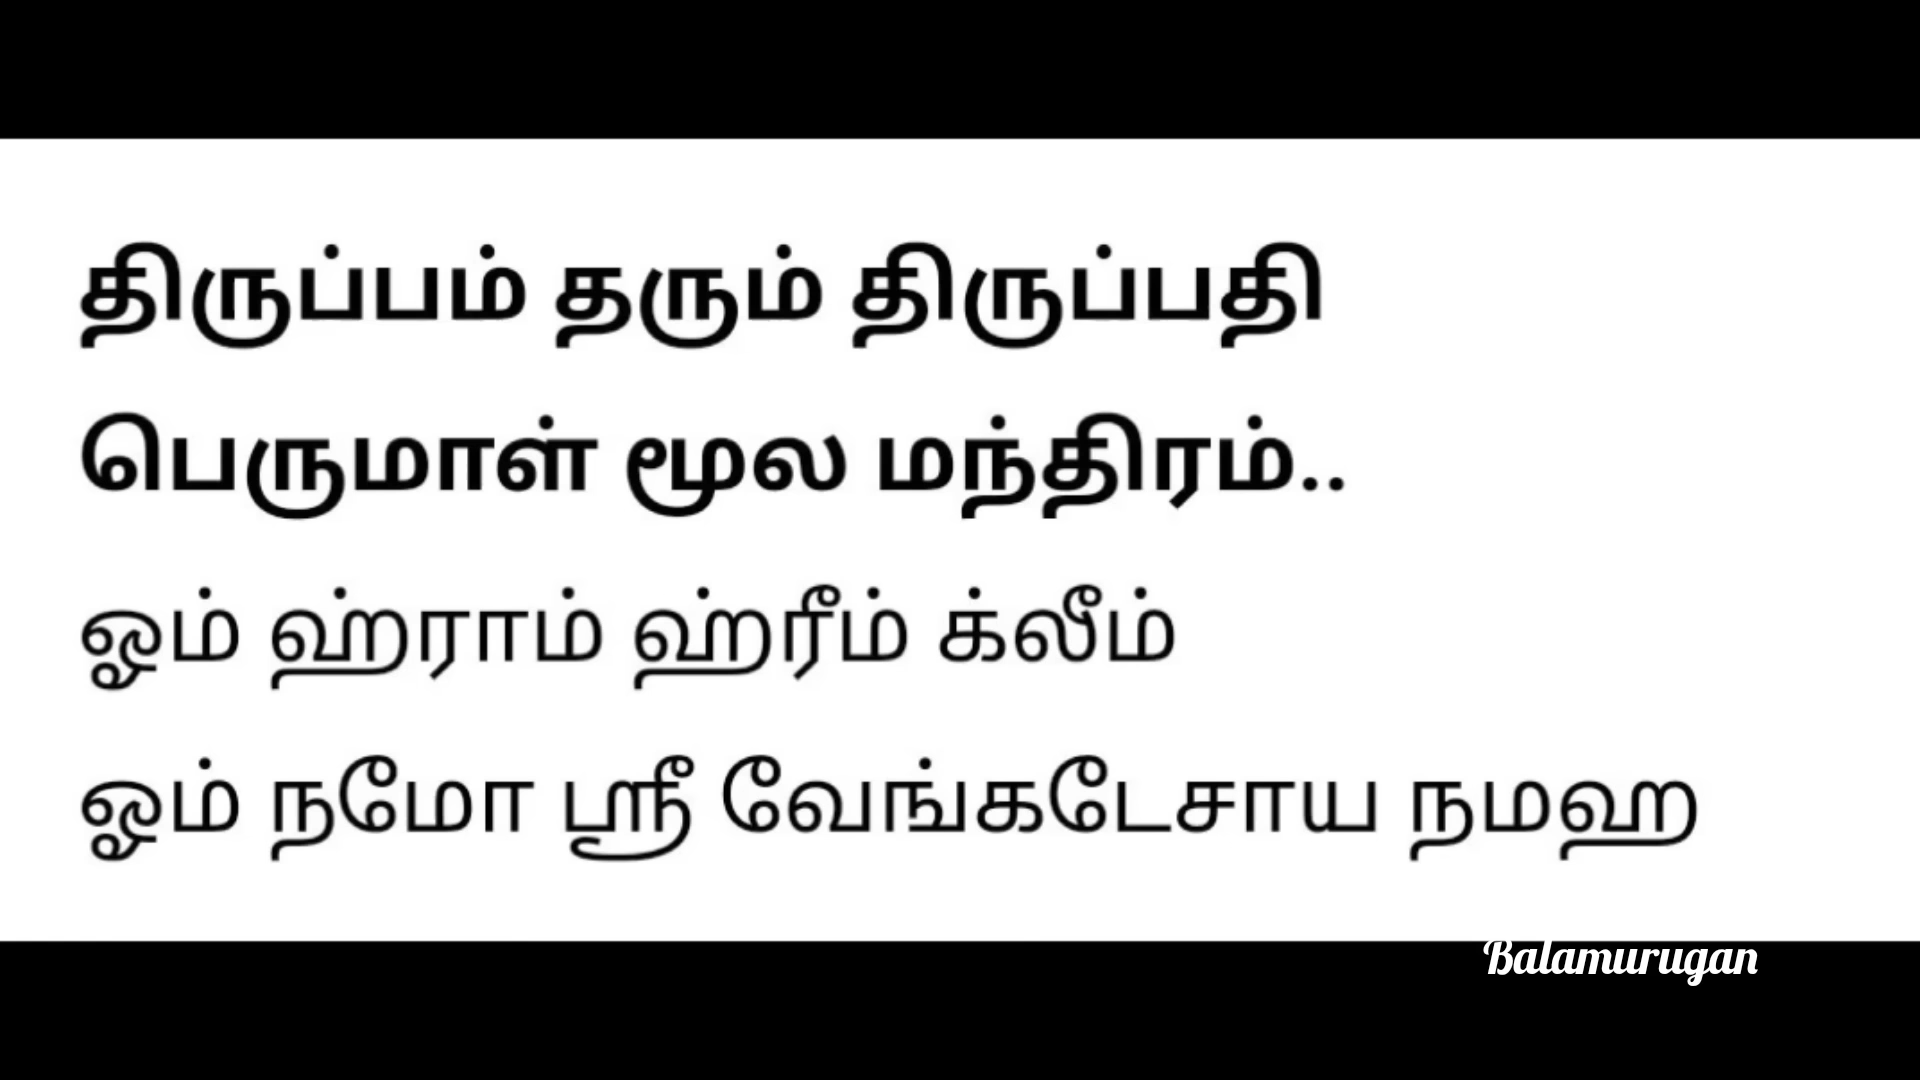 திருப்பம் தரும் திருப்பதி
பெருமாள் மூல மந்திரம்..
ஓம் ஹ்ராம் ஹ்ரீம் க்லீம்
ஓம் நமோ ஸ்ரீ வேங்கடேசாய நமஹ
Balamurugan